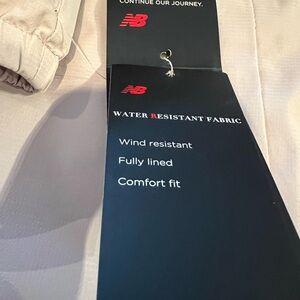 CONTINUE OUR JOURNEY.
NB
NB
WATER RESISTANT FABRIC
Wind resistant
Fully lined
Comfort fit